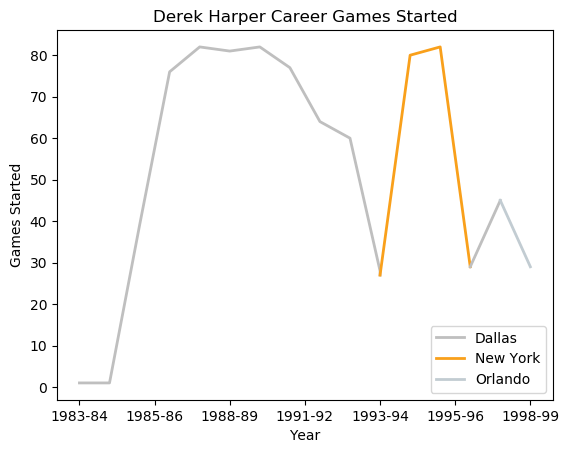 Derek Harper Career Games Started
Games Started
80
70
60
50
40
30
20
10
0
Dallas
New York
Orlando
1983-84 1985-86 1988-89 1991-92 1993-94 1995-96 1998-99
Year